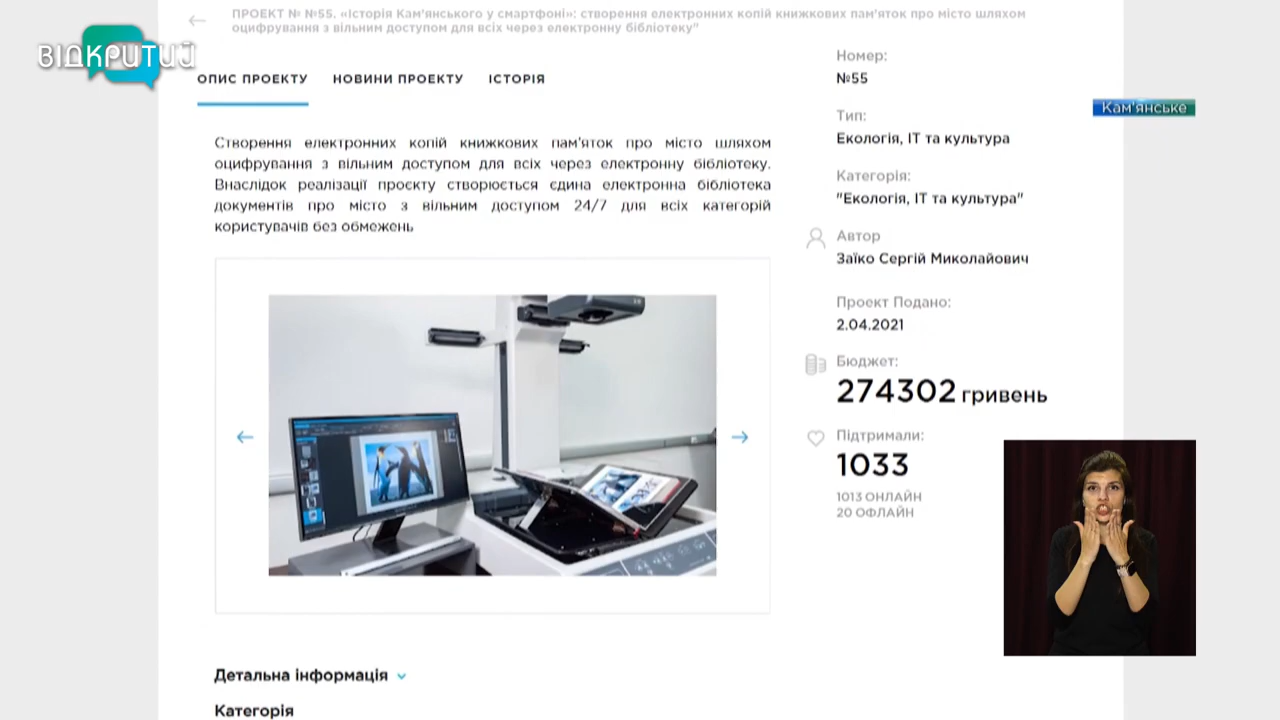 ПРОЕКТ № №55. «Історія Кам'янського у смартфоні»: створення електронних копій книжкових пам'яток про місто шляхом
оцифрування з вільним доступом для всіх через електронну бібліотеку"
ВІДКРИТИЙ
ОПИС ПРОЕКТУ
НОВИНИ ПРОЕКТУ
ІСТОРІЯ
Створення електронних копій книжкових пам'яток про місто шляхом
оцифрування з вільним доступом для всіх через електронну бібліотеку.
Внаслідок реалізації проєкту створюється єдина електронна бібліотека
документів про місто з вільним доступом 24/7 для всіх категорій
користувачів без обмежень
Номер:
№55
Тип:
Екологія, ІТ та культура
Категорія:
"Екологія, ІТ та культура"
Автор
Заїко Сергій Миколайович
Проект Подано:
2.04.2021
Бюджет:
274302 гривень
Підтримали:
1033
1013 ОНЛАЙН
20 ОФЛАЙН
Кам'янське
Детальна інформація
Категорія